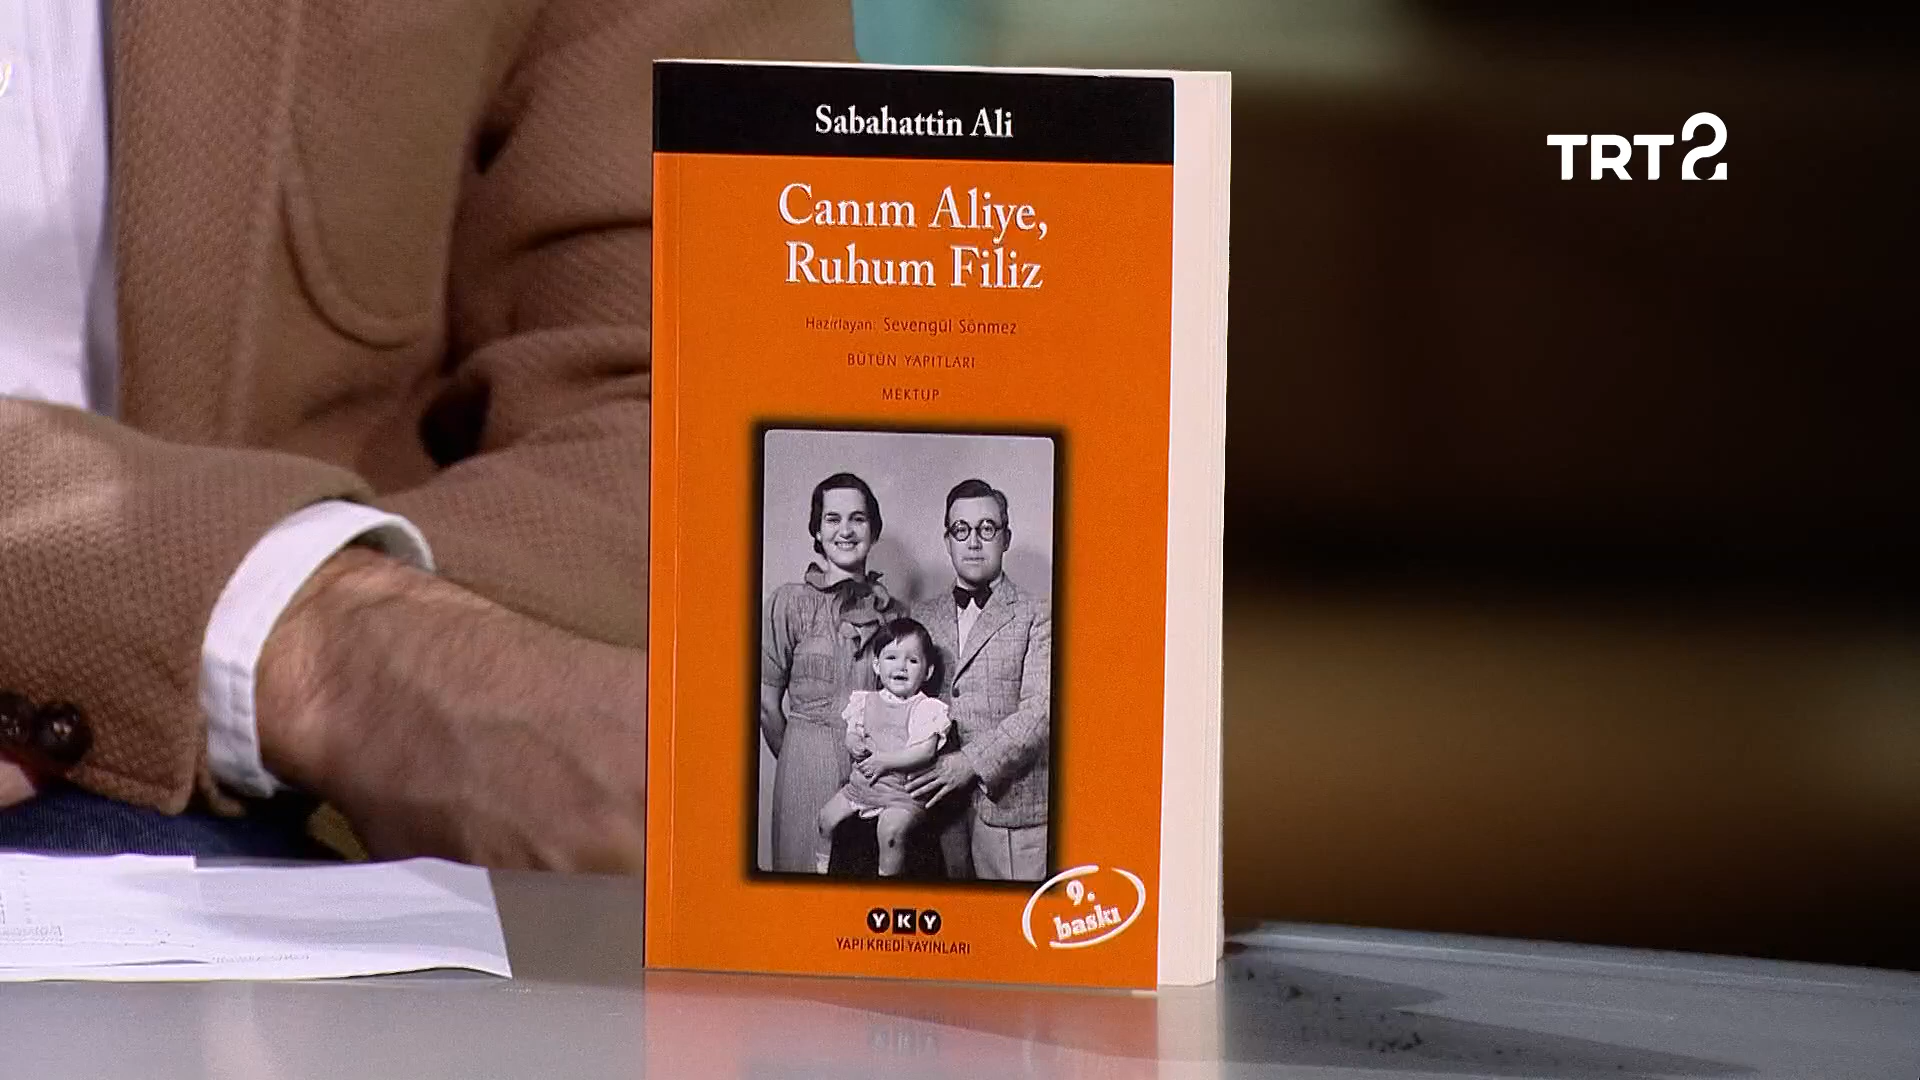 Sabahattin Ali
TRT2
Canım Aliye,
Ruhum Filiz
Hazırlayan: Sevengül Sönmez
BÜTÜN YAPITLARI
MEKTUP
9.
baskı
YKY
YAPI KREDİ YAYINLARI